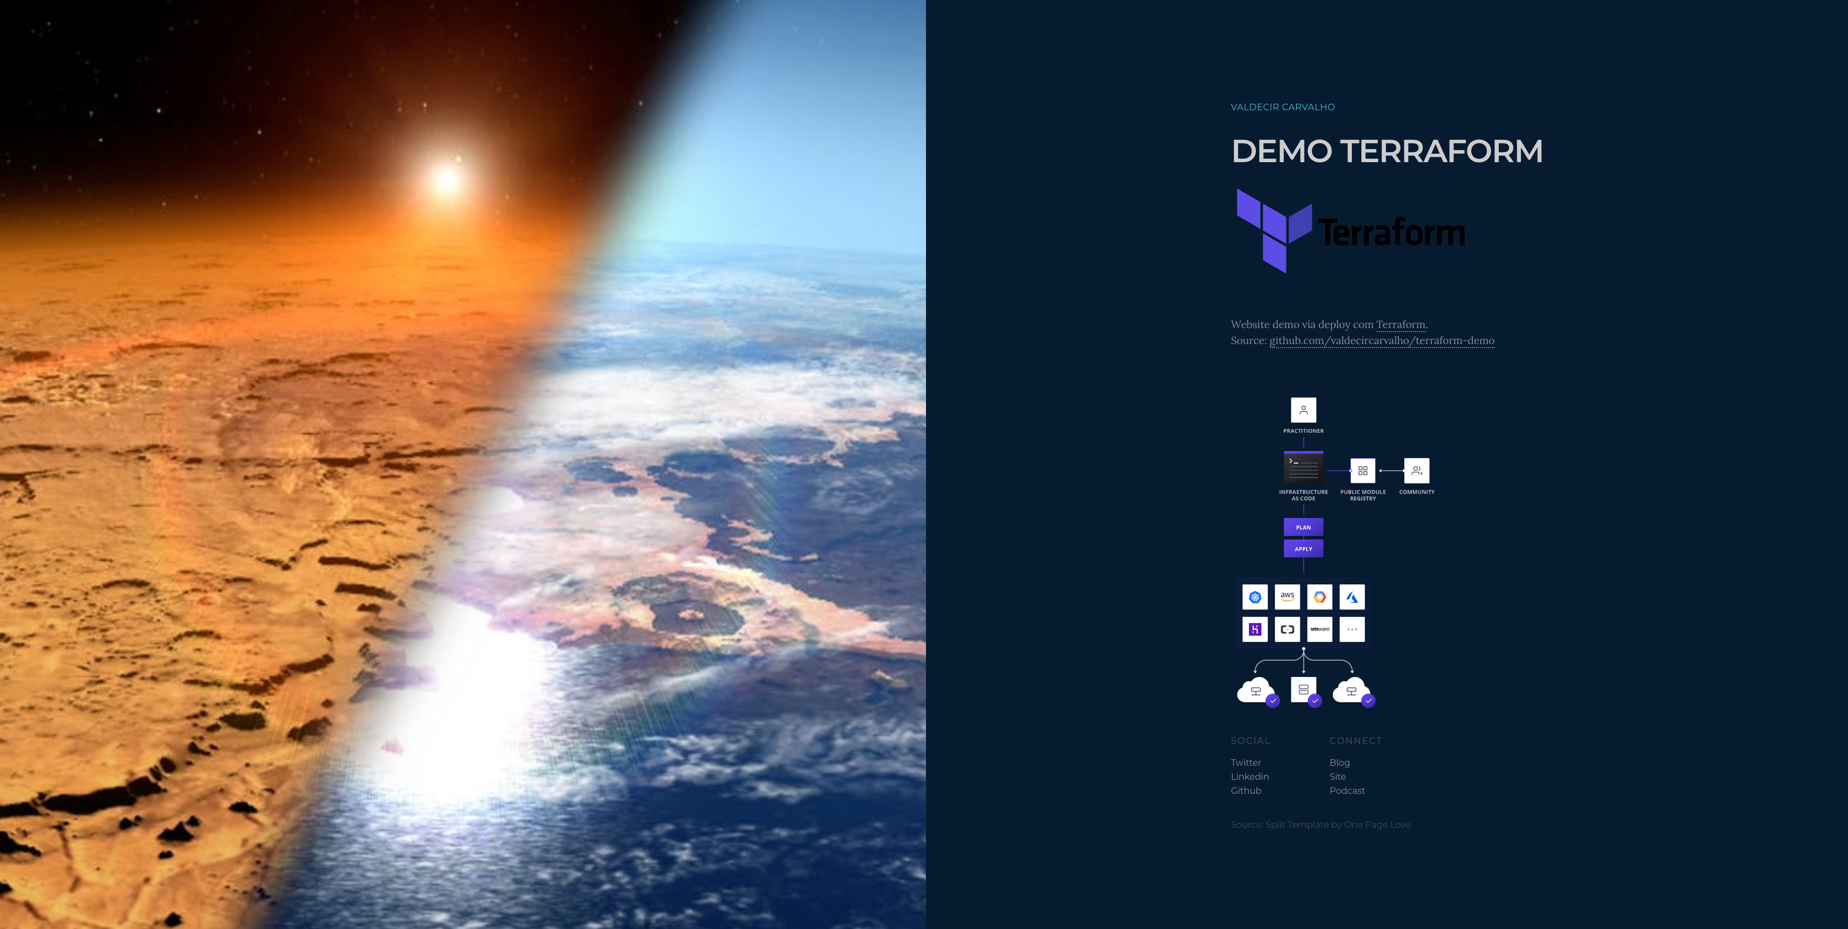 VALDECIR CARVALHO
DEMO TERRAFORM
Terraform
Website demo via deploy com Terraform.
Source: github.com/valdecircarvalho/terraform-demo
PRACTITIONER
INFRASTRUCTURE
AS CODE
PUBLIC MODULE
REGISTRY
COMMUNITY
PLAN
APPLY
aws
vmware
SOCIAL
Twitter
Linkedin
Github
CONNECT
Blog
Site
Podcast
Source: Split Template by One Page Love